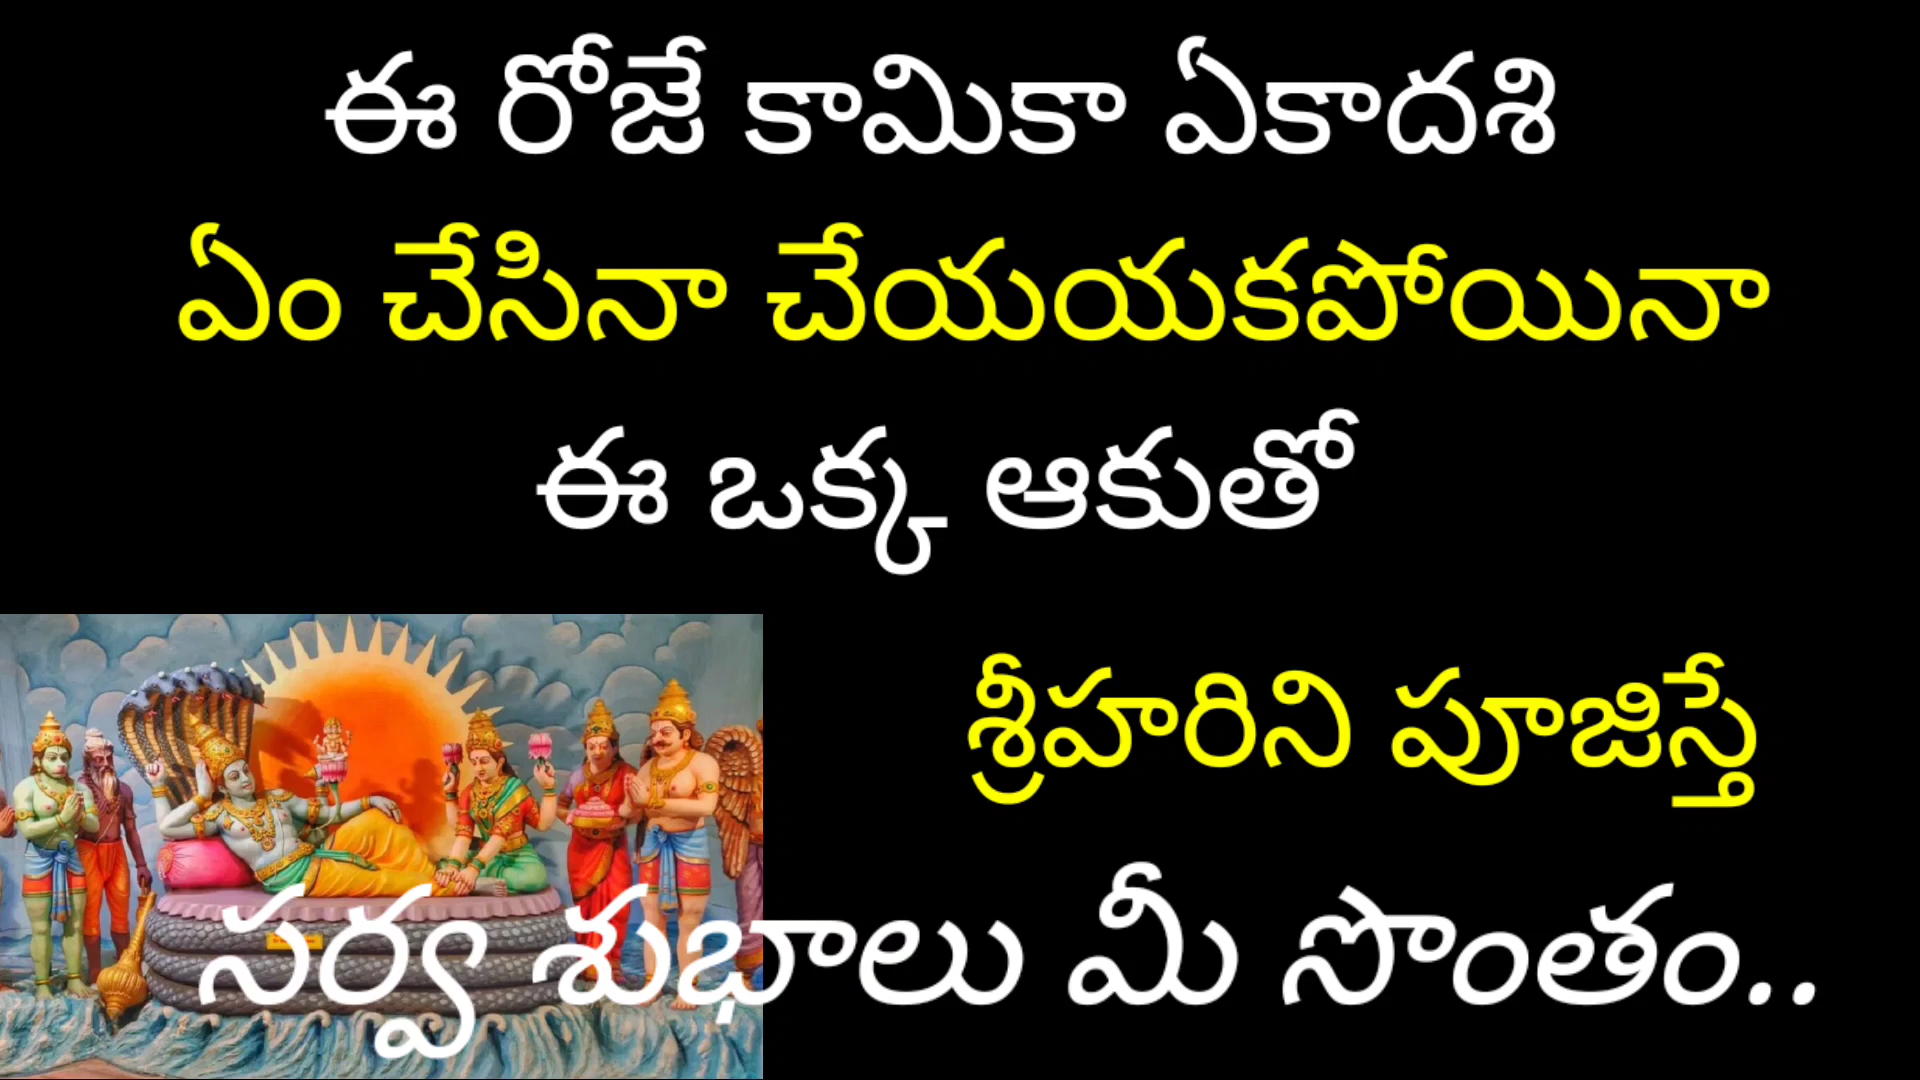 ఈ రోజే కామికా ఏకాదశి
ఏం చేసినా చేయయకపోయినా
ఈ ఒక్క ఆకుతో
శ్రీహరిని పూజిస్తే
సర్వ శుభాలు మీ సొంతం..